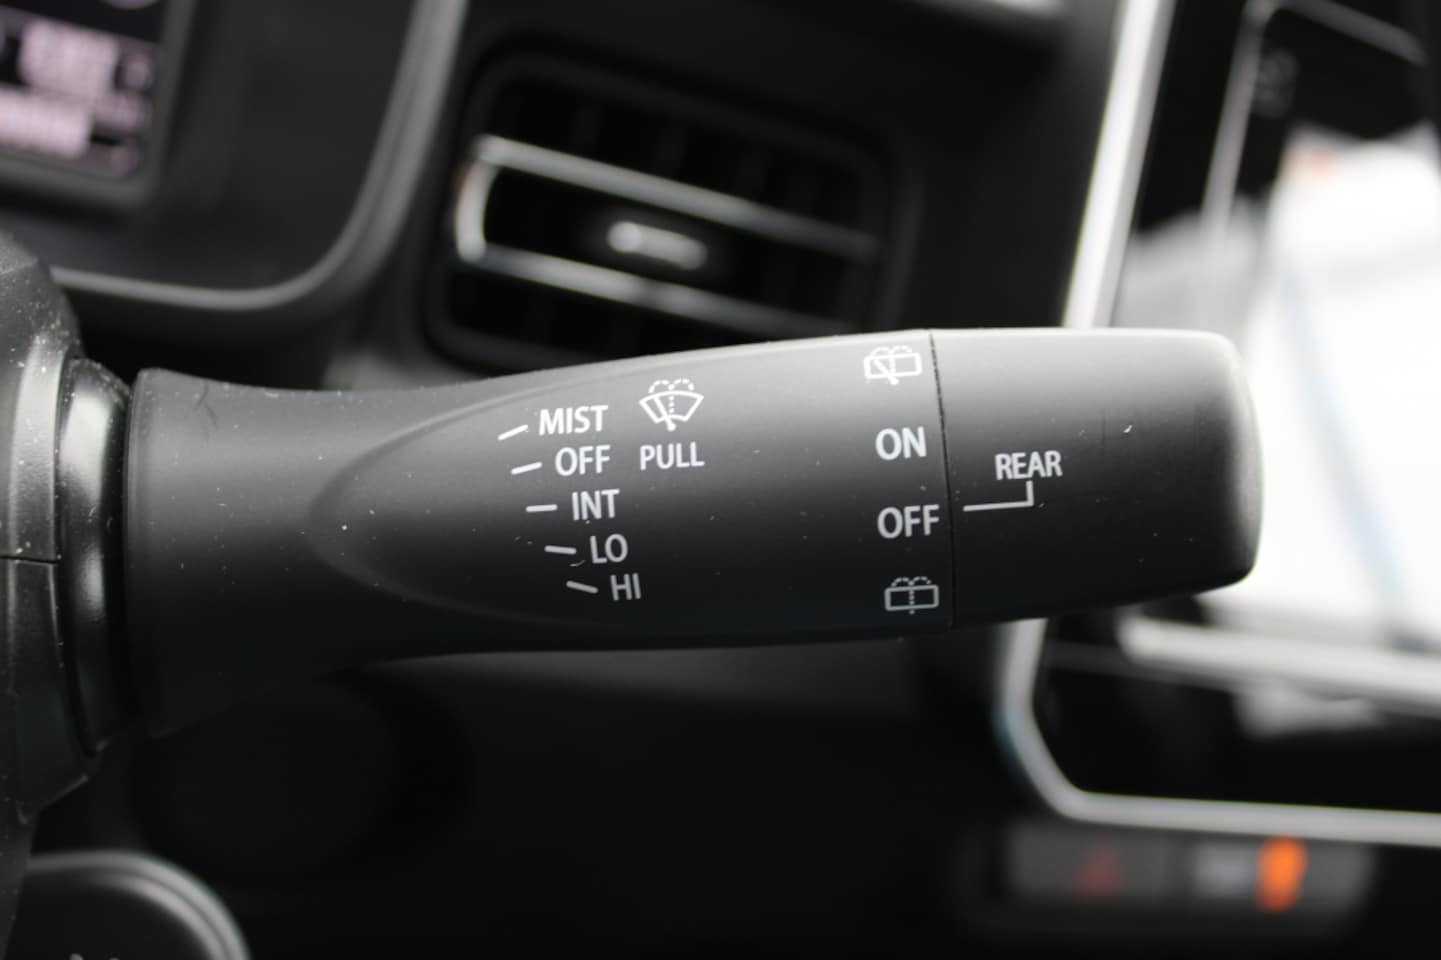 MIST
OFF PULL
INT
LO
HI
ON
OFF
REAR